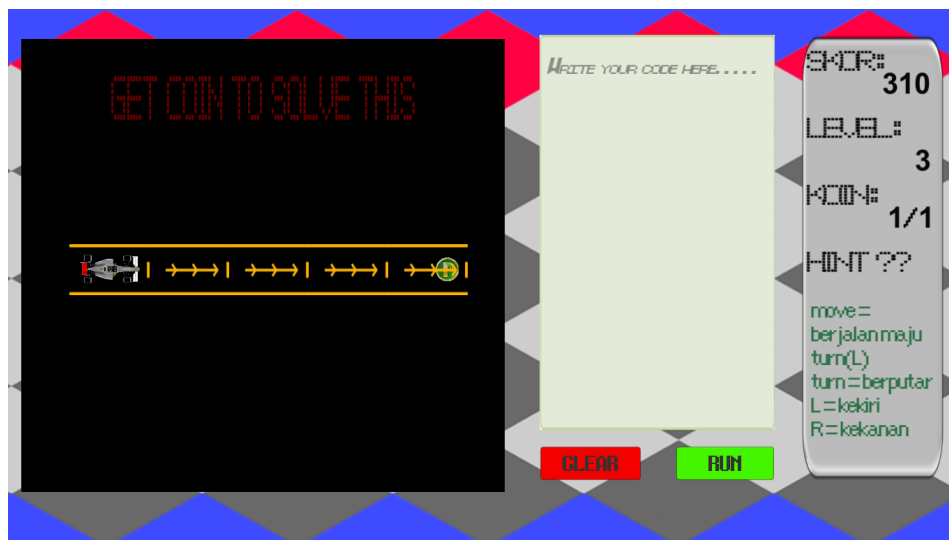 GET COIN TO SOLVE THIS
WRITE YOUR CODE HERE.....
CLEAR
RUN
SKOR:
310
LEVEL:
3
KOIN:
1/1
HINT ??
move=
berjalan maju
turn(L)
turn=berputar
L=kekiri
R=kekanan